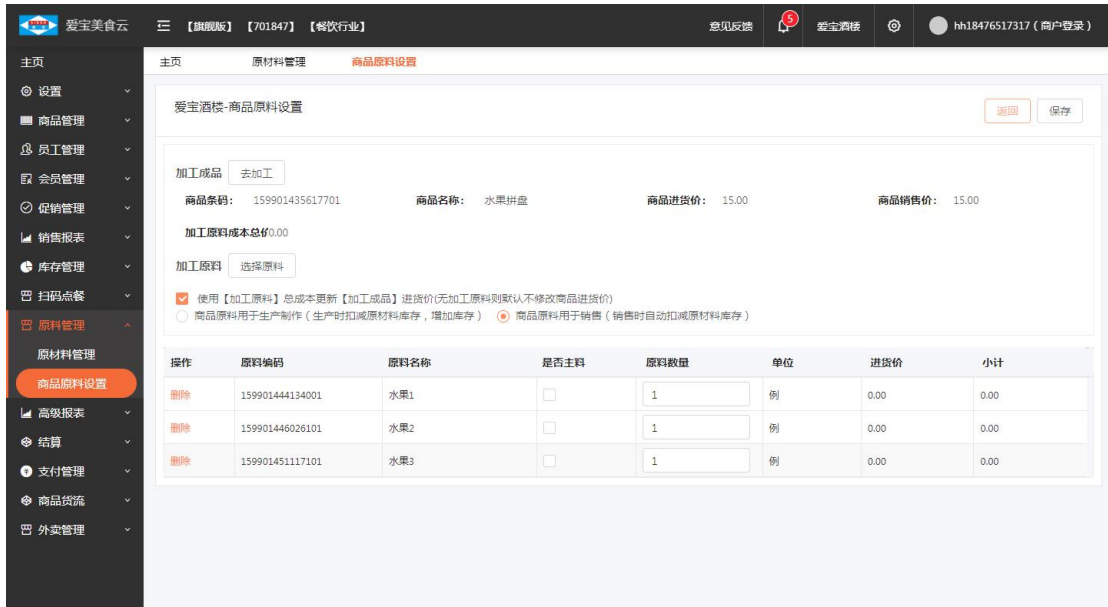 爱宝美食云 【旗舰版】 【701847】 【餐饮行业】 意见反馈 5 爱宝酒楼 hh18476517317（商户登录）
主页 原材料管理 商品原料设置
主页
设置
商品管理
员工管理
会员管理
促销管理
销售报表
库存管理
扫码点餐
原料管理
原材料管理
商品原料设置
高级报表
结算
支付管理
商品货流
外卖管理
爱宝酒楼-商品原料设置 返回 保存
加工成品 去加工
商品条码： 159901435617701 商品名称： 水果拼盘 商品进货价： 15.00 商品销售价： 15.00
加工原料成本总价0.00
加工原料 选择原料
使用【加工原料】总成本更新【加工成品】进货价(无加工原料则默认不修改商品进货价)
商品原料用于生产制作（生产时扣减原材料库存，增加库存） 商品原料用于销售（销售时自动扣减原材料库存）
操作 原料编码 原料名称 是否主料 原料数量 单位 进货价 小计
删除 159901444134001 水果1 1 例 0.00 0.00
删除 159901446026101 水果2 1 例 0.00 0.00
删除 159901451117101 水果3 1 例 0.00 0.00